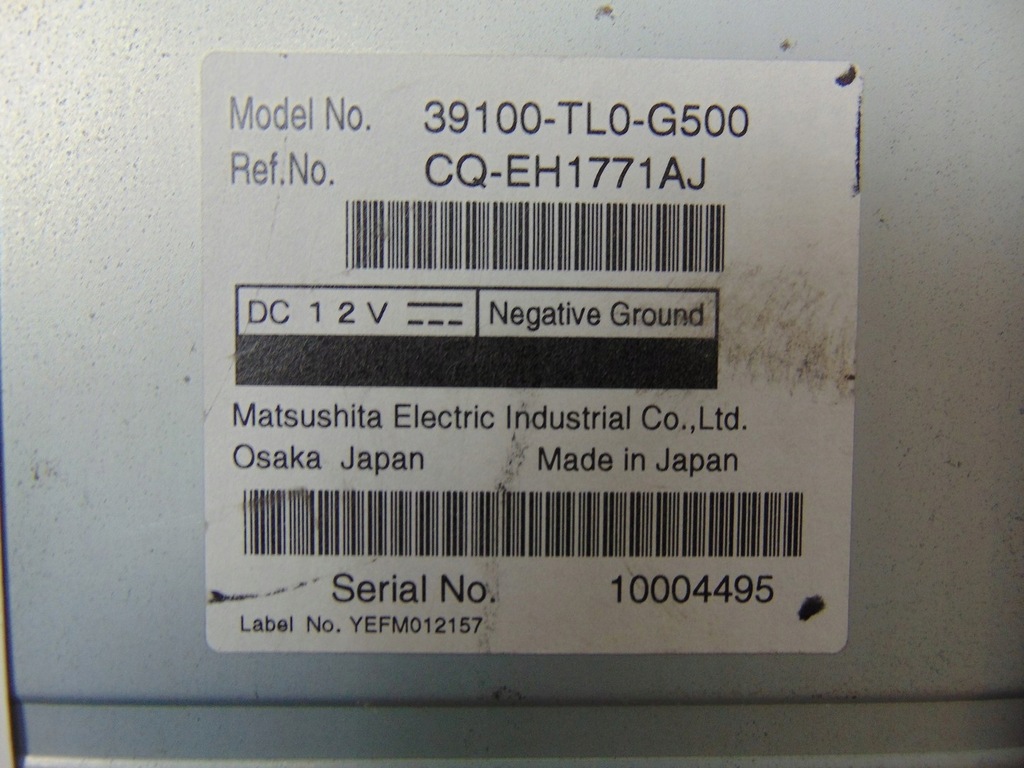 Model No. 39100-TL0-G500
Ref.No. CQ-EH1771AJ
DC 12V Negative Ground
Matsushita Electric Industrial Co.,Ltd.
Osaka Japan Made in Japan
Serial No. 10004495
Label No. YEFM012157